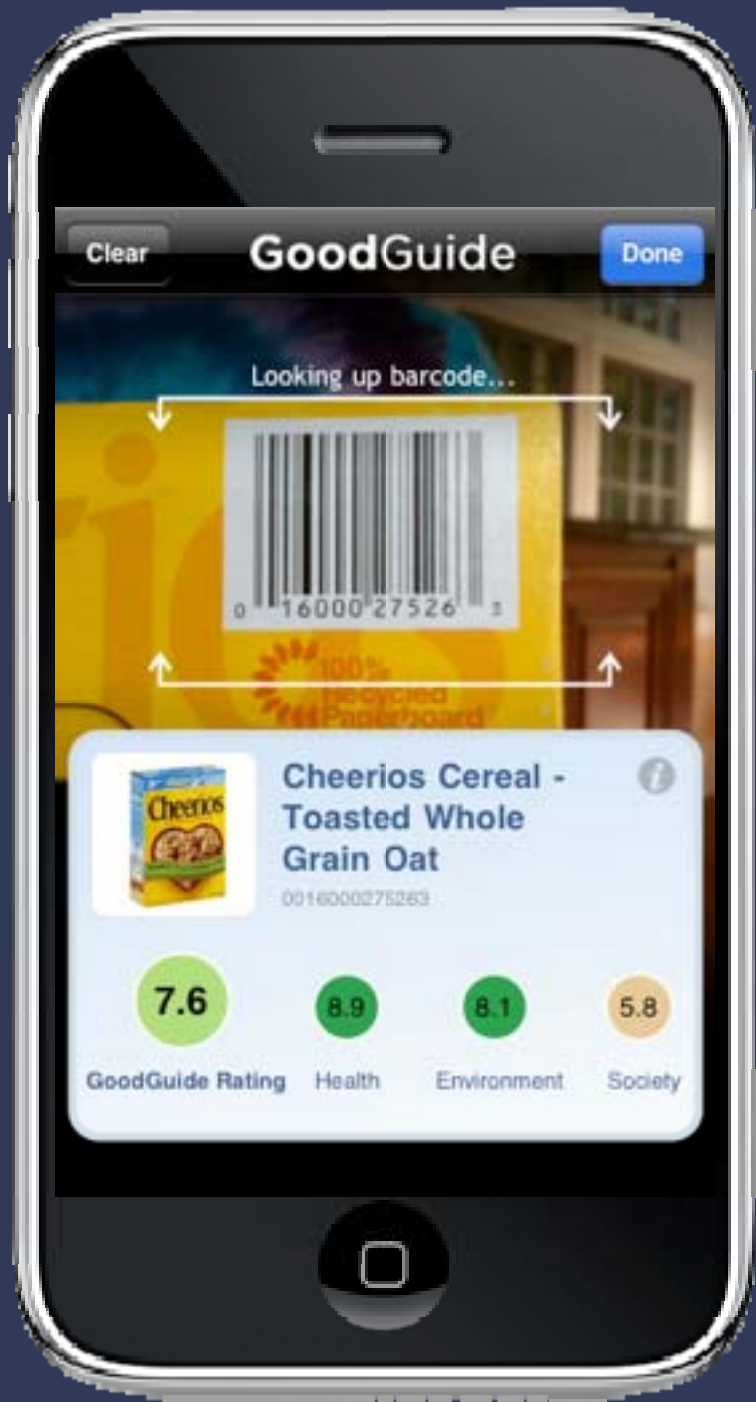 Clear GoodGuide Done
Looking up barcode...
0 16000 27526 3
100%
Recycled
Paperboard
Cheerios
Cheerios Cereal -
Toasted Whole
Grain Oat
0016000275263
7.6 8.9 8.1 5.8
GoodGuide Rating Health Environment Society